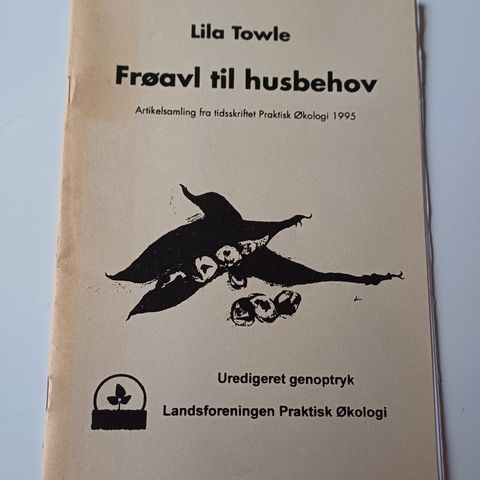 Lila Towle
Frøavl til husbehov
Artikelsamling fra tidsskriftet Praktisk Økologi 1995
Uredigeret genoptryk
Landsforeningen Praktisk Økologi